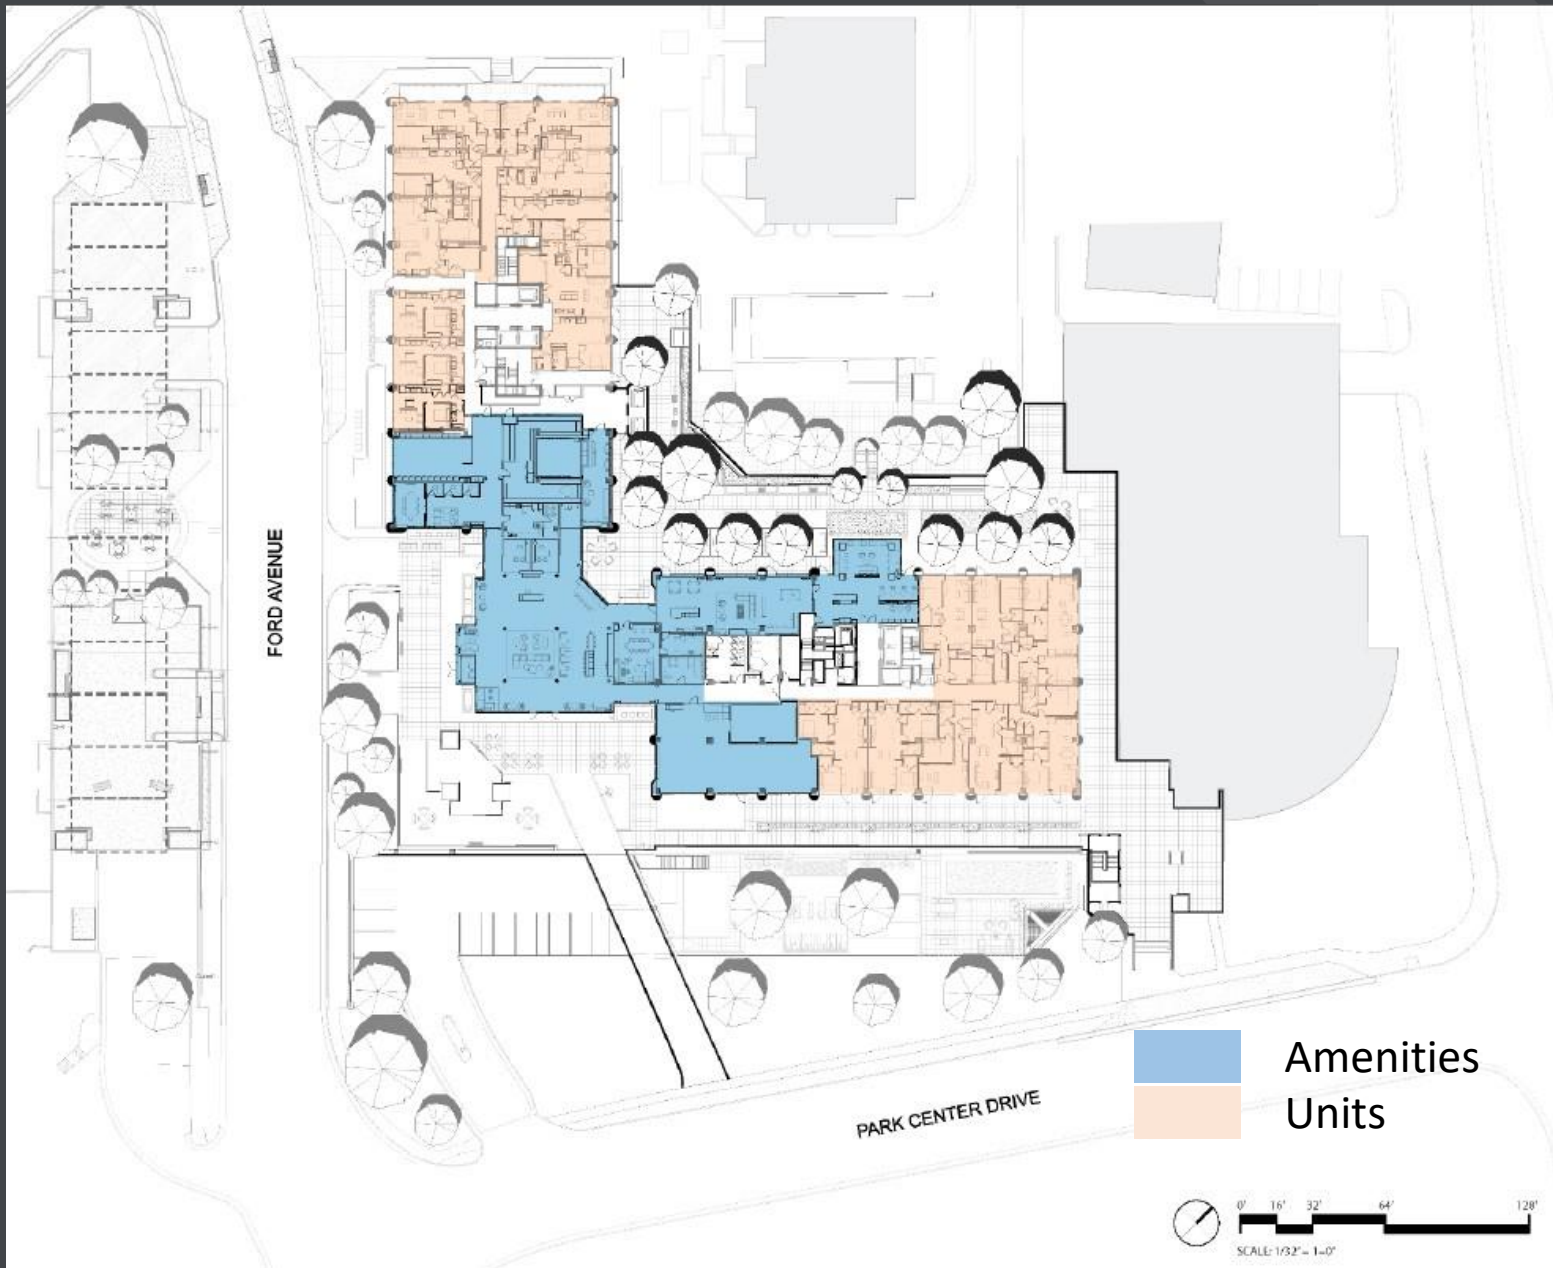 FORD AVENUE
PARK CENTER DRIVE
Amenities
Units
0' 16' 32' 64' 128'
SCALE: 1/32"= 1=0"